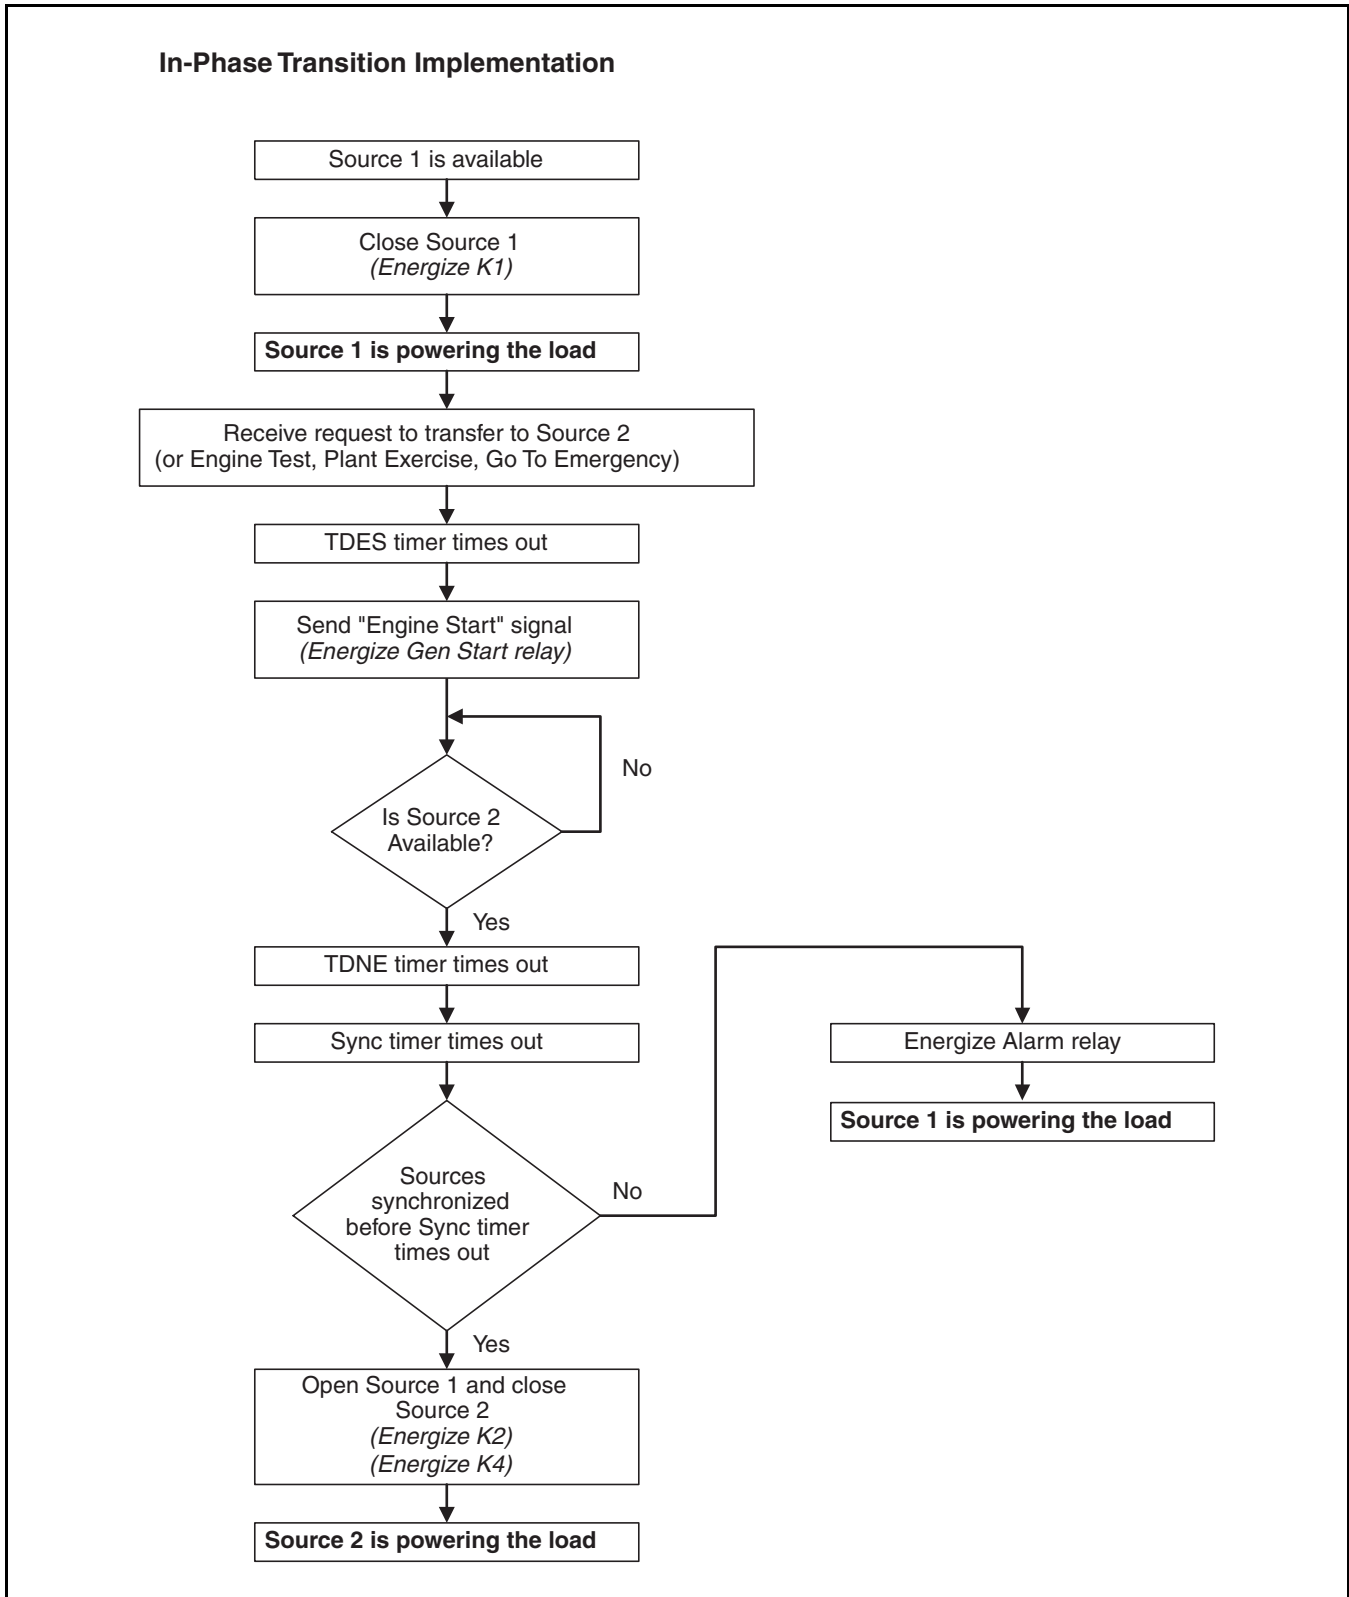 In-Phase Transition Implementation
Source 1 is available
Close Source 1
(Energize K1)
Source 1 is powering the load
Receive request to transfer to Source 2
(or Engine Test, Plant Exercise, Go To Emergency)
TDES timer times out
Send "Engine Start" signal
(Energize Gen Start relay)
No
Is Source 2
Available?
Yes
TDNE timer times out
Sync timer times out
Energize Alarm relay
Source 1 is powering the load
Sources
synchronized
before Sync timer
times out
No
Yes
Open Source 1 and close
Source 2
(Energize K2)
(Energize K4)
Source 2 is powering the load